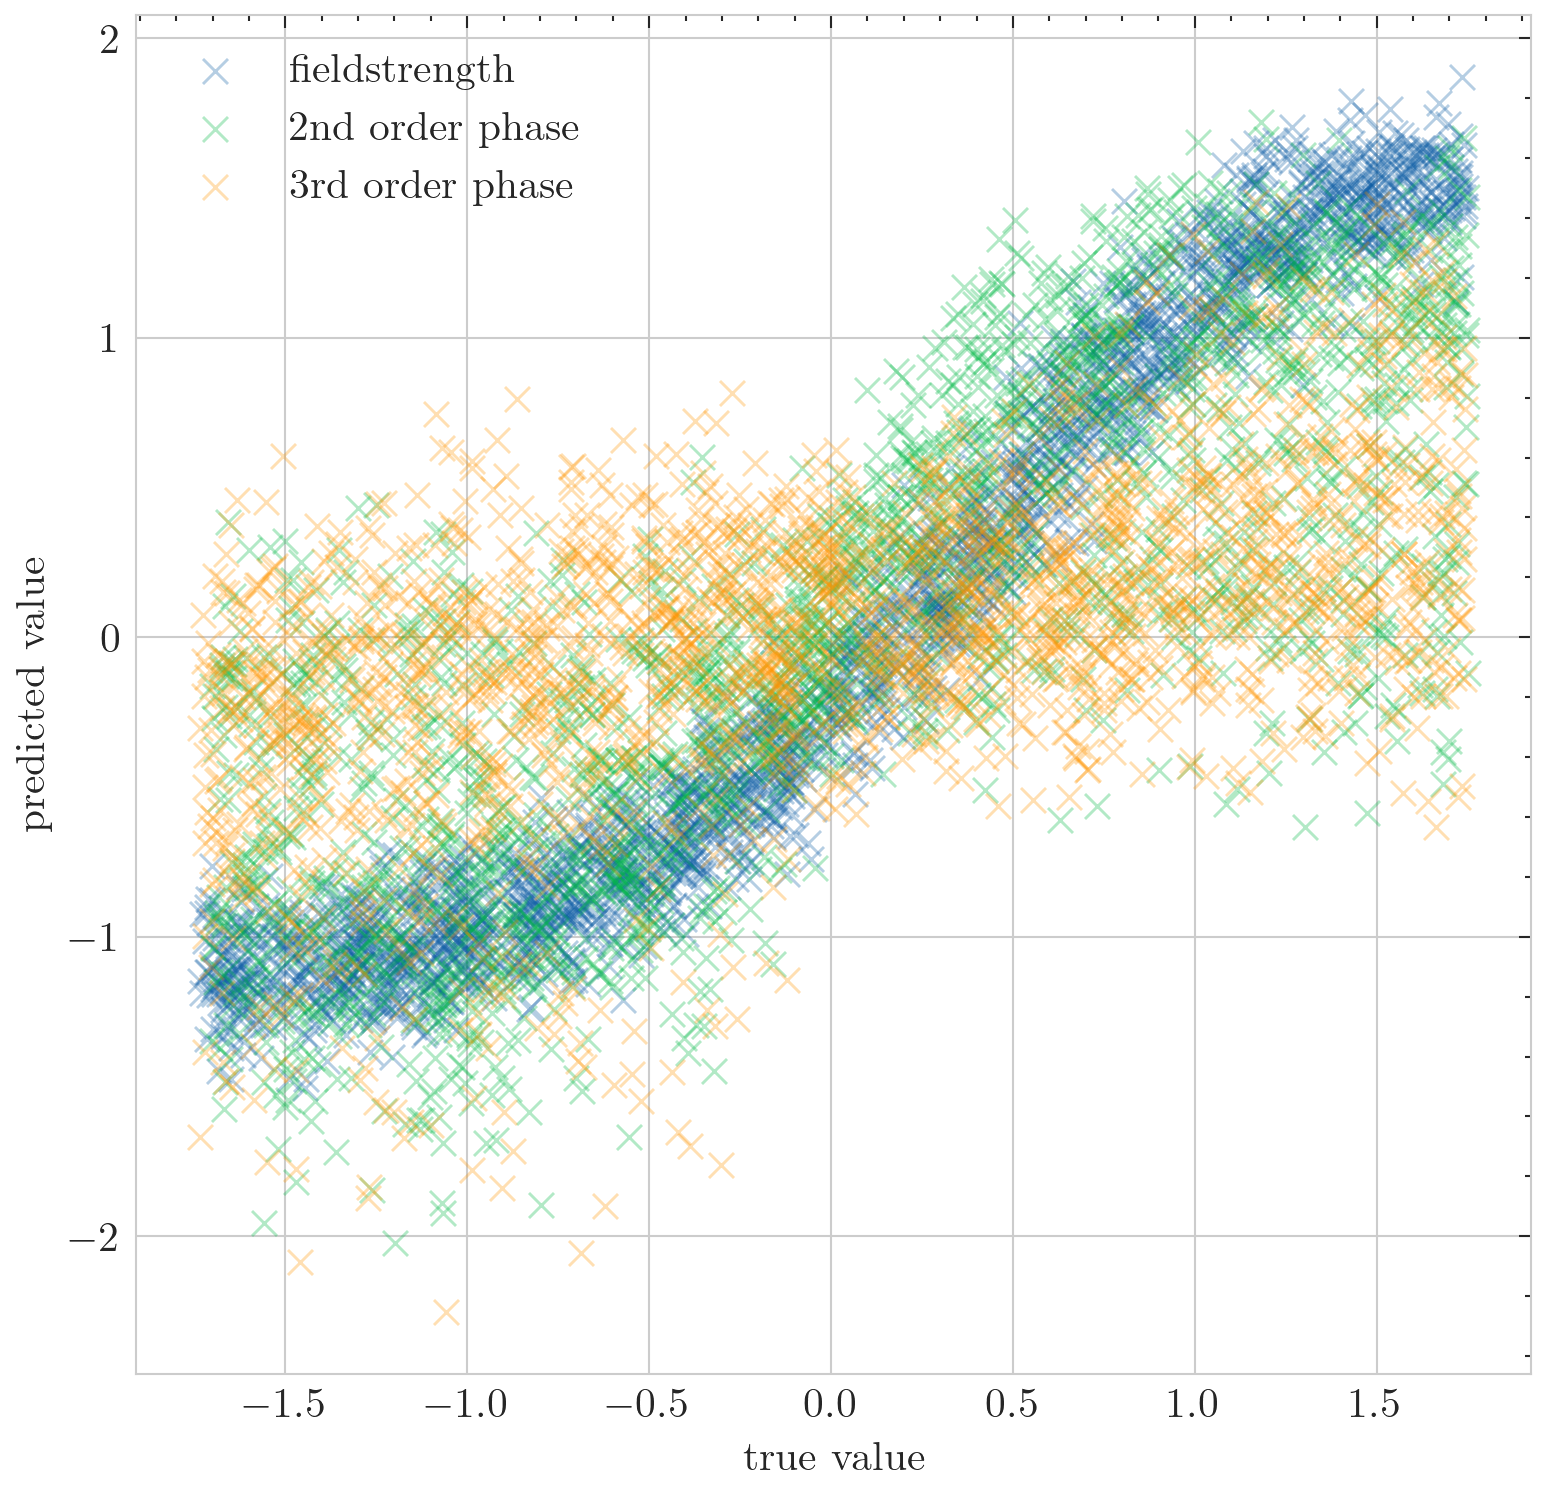 fieldstrength
2nd order phase
3rd order phase
2
1
0
−1
−2
predicted value
−1.5 −1.0 −0.5 0.0 0.5 1.0 1.5
true value